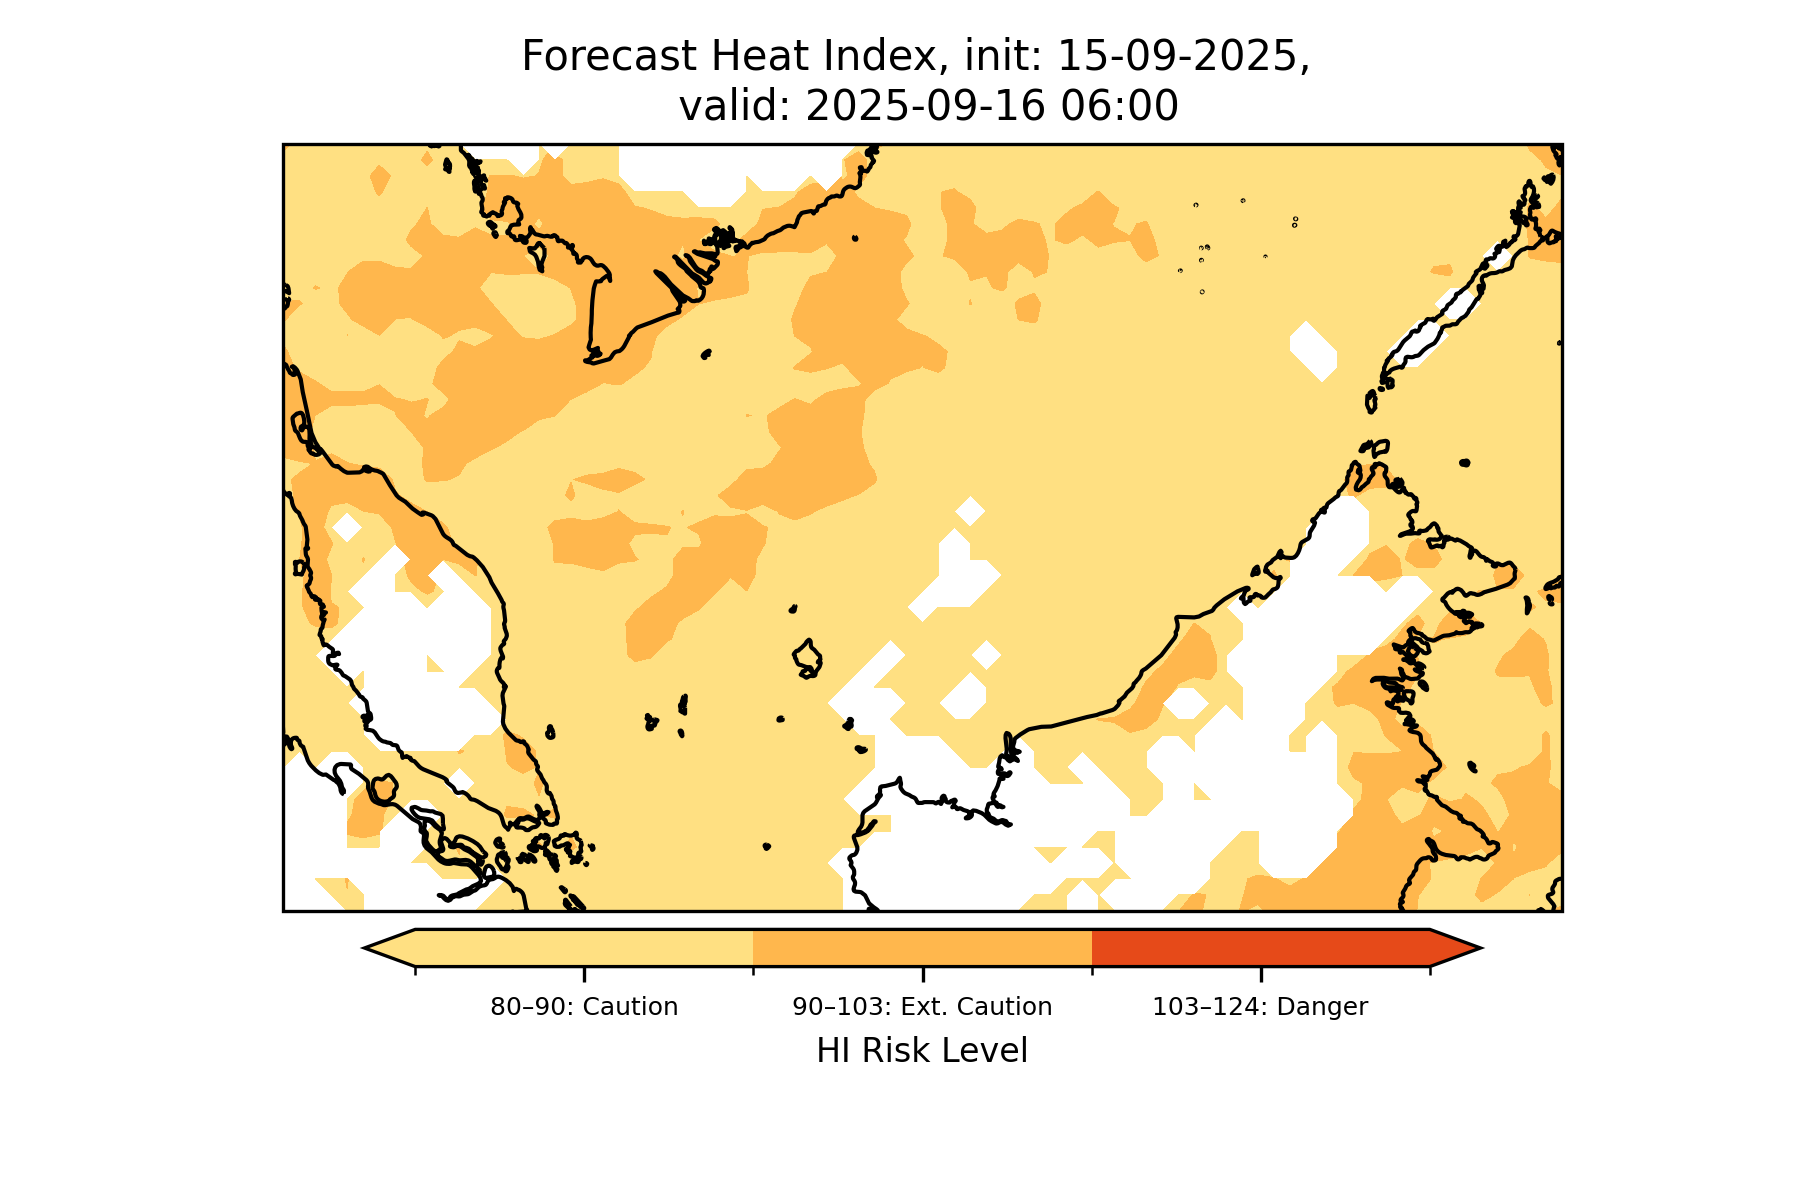 Forecast Heat Index, init: 15-09-2025,
valid: 2025-09-16 06:00
80–90: Caution
90–103: Ext. Caution
103–124: Danger
HI Risk Level